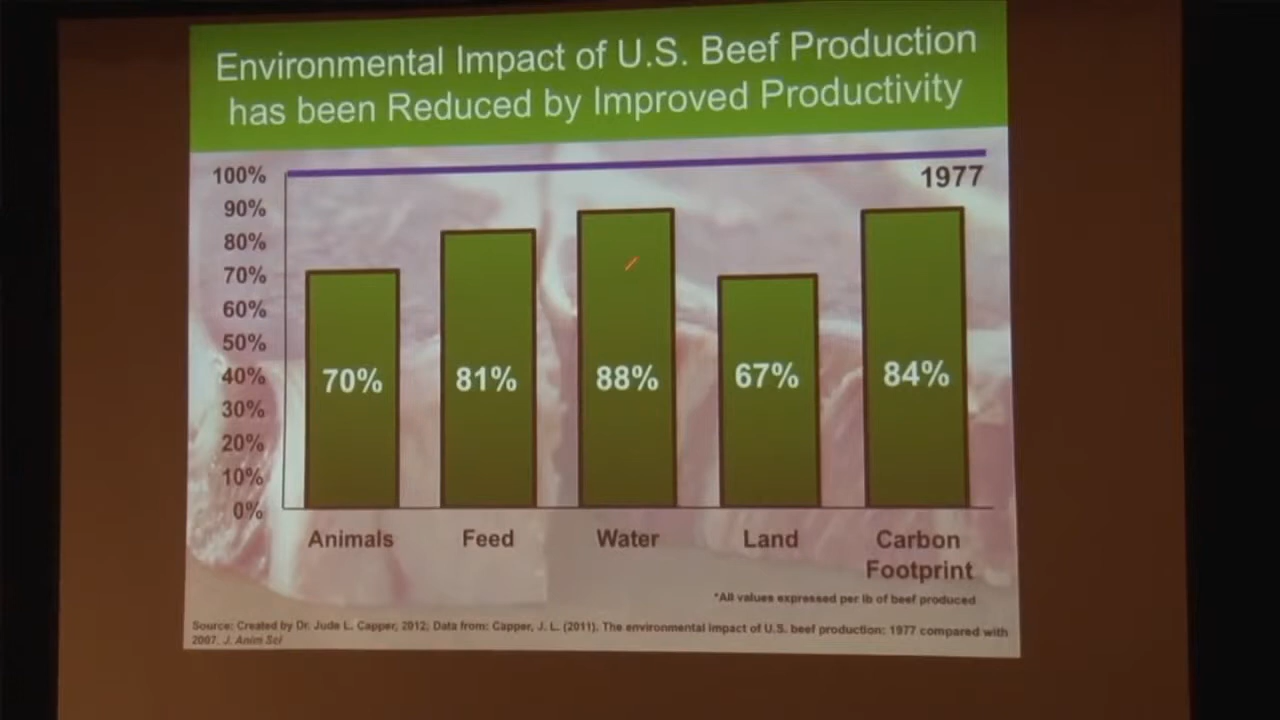 Environmental Impact of U.S. Beef Production
has been Reduced by Improved Productivity
100%
1977
90%
80%
70%
60%
50%
40%
30%
20%
10%
0%
70%
81%
88%
67%
84%
Animals
Feed
Water
Land
Carbon
Footprint
*All values expressed per lb of beef produced
Source: Created by Dr. Jude L. Capper, 2012; Data from: Capper, J. L. (2011). The environmental impact of U.S. beef production: 1977 compared with
2007. J. Anim Sci